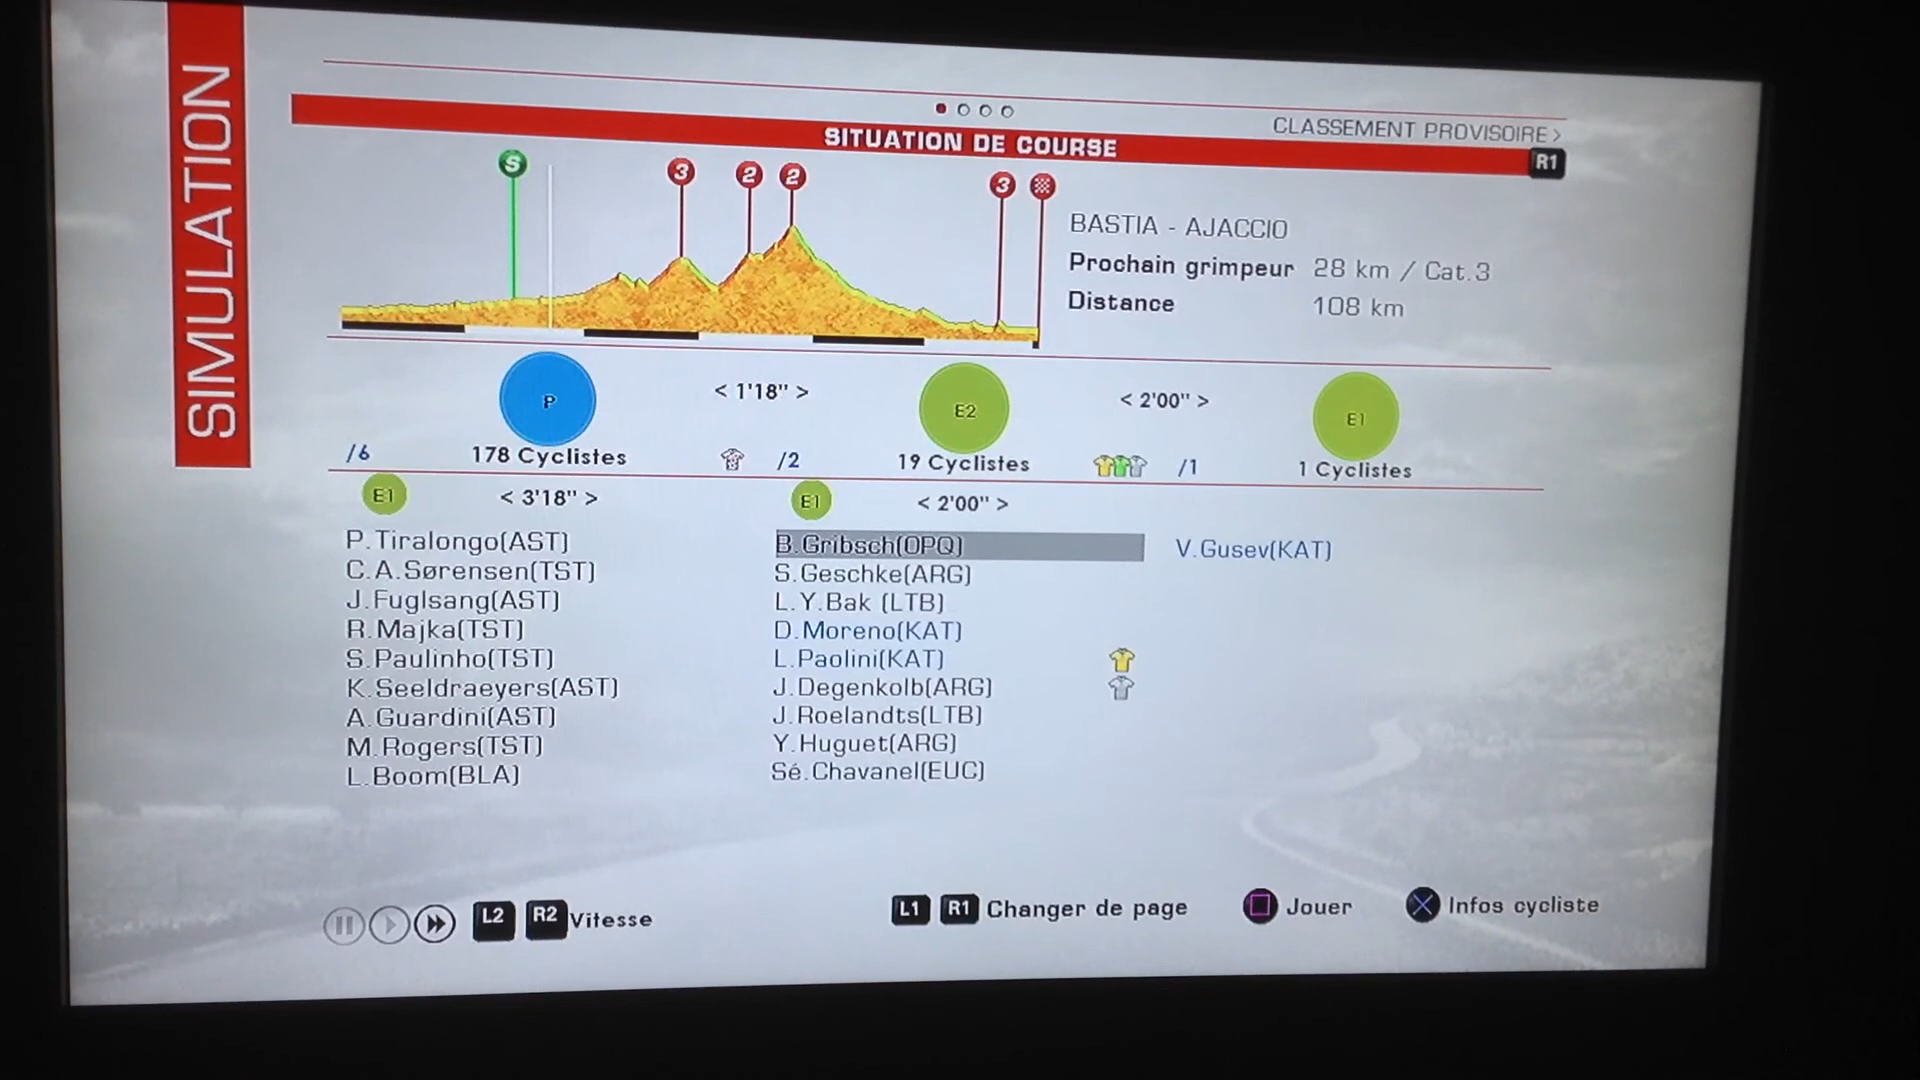 SIMULATION
CLASSEMENT PROVISOIRE >
SITUATION DE COURSE
R1
S
3
2
2
3
BASTIA - AJACCIO
Prochain grimpeur 28 km / Cat.3
Distance 108 km
P
< 1'18" >
E2
< 2'00" >
E1
/6
178 Cyclistes
/2
19 Cyclistes
/1
1 Cyclistes
E1 < 3'18" >
E1 < 2'00" >
P.Tiralongo(AST)
C.A.Sørensen(TST)
J.Fuglsang(AST)
R.Majka(TST)
S.Paulinho(TST)
K.Seeldraeyers(AST)
A.Guardini(AST)
M.Rogers(TST)
L.Boom(BLA)
B.Gribsch(OPQ)
S.Geschke(ARG)
L.Y.Bak (LTB)
D.Moreno(KAT)
L.Paolini(KAT)
J.Degenkolb(ARG)
J.Roelandts(LTB)
Y.Huguet(ARG)
Sé.Chavanel(EUC)
V.Gusev(KAT)
L2 R2 Vitesse
L1 R1 Changer de page
Jouer
Infos cycliste